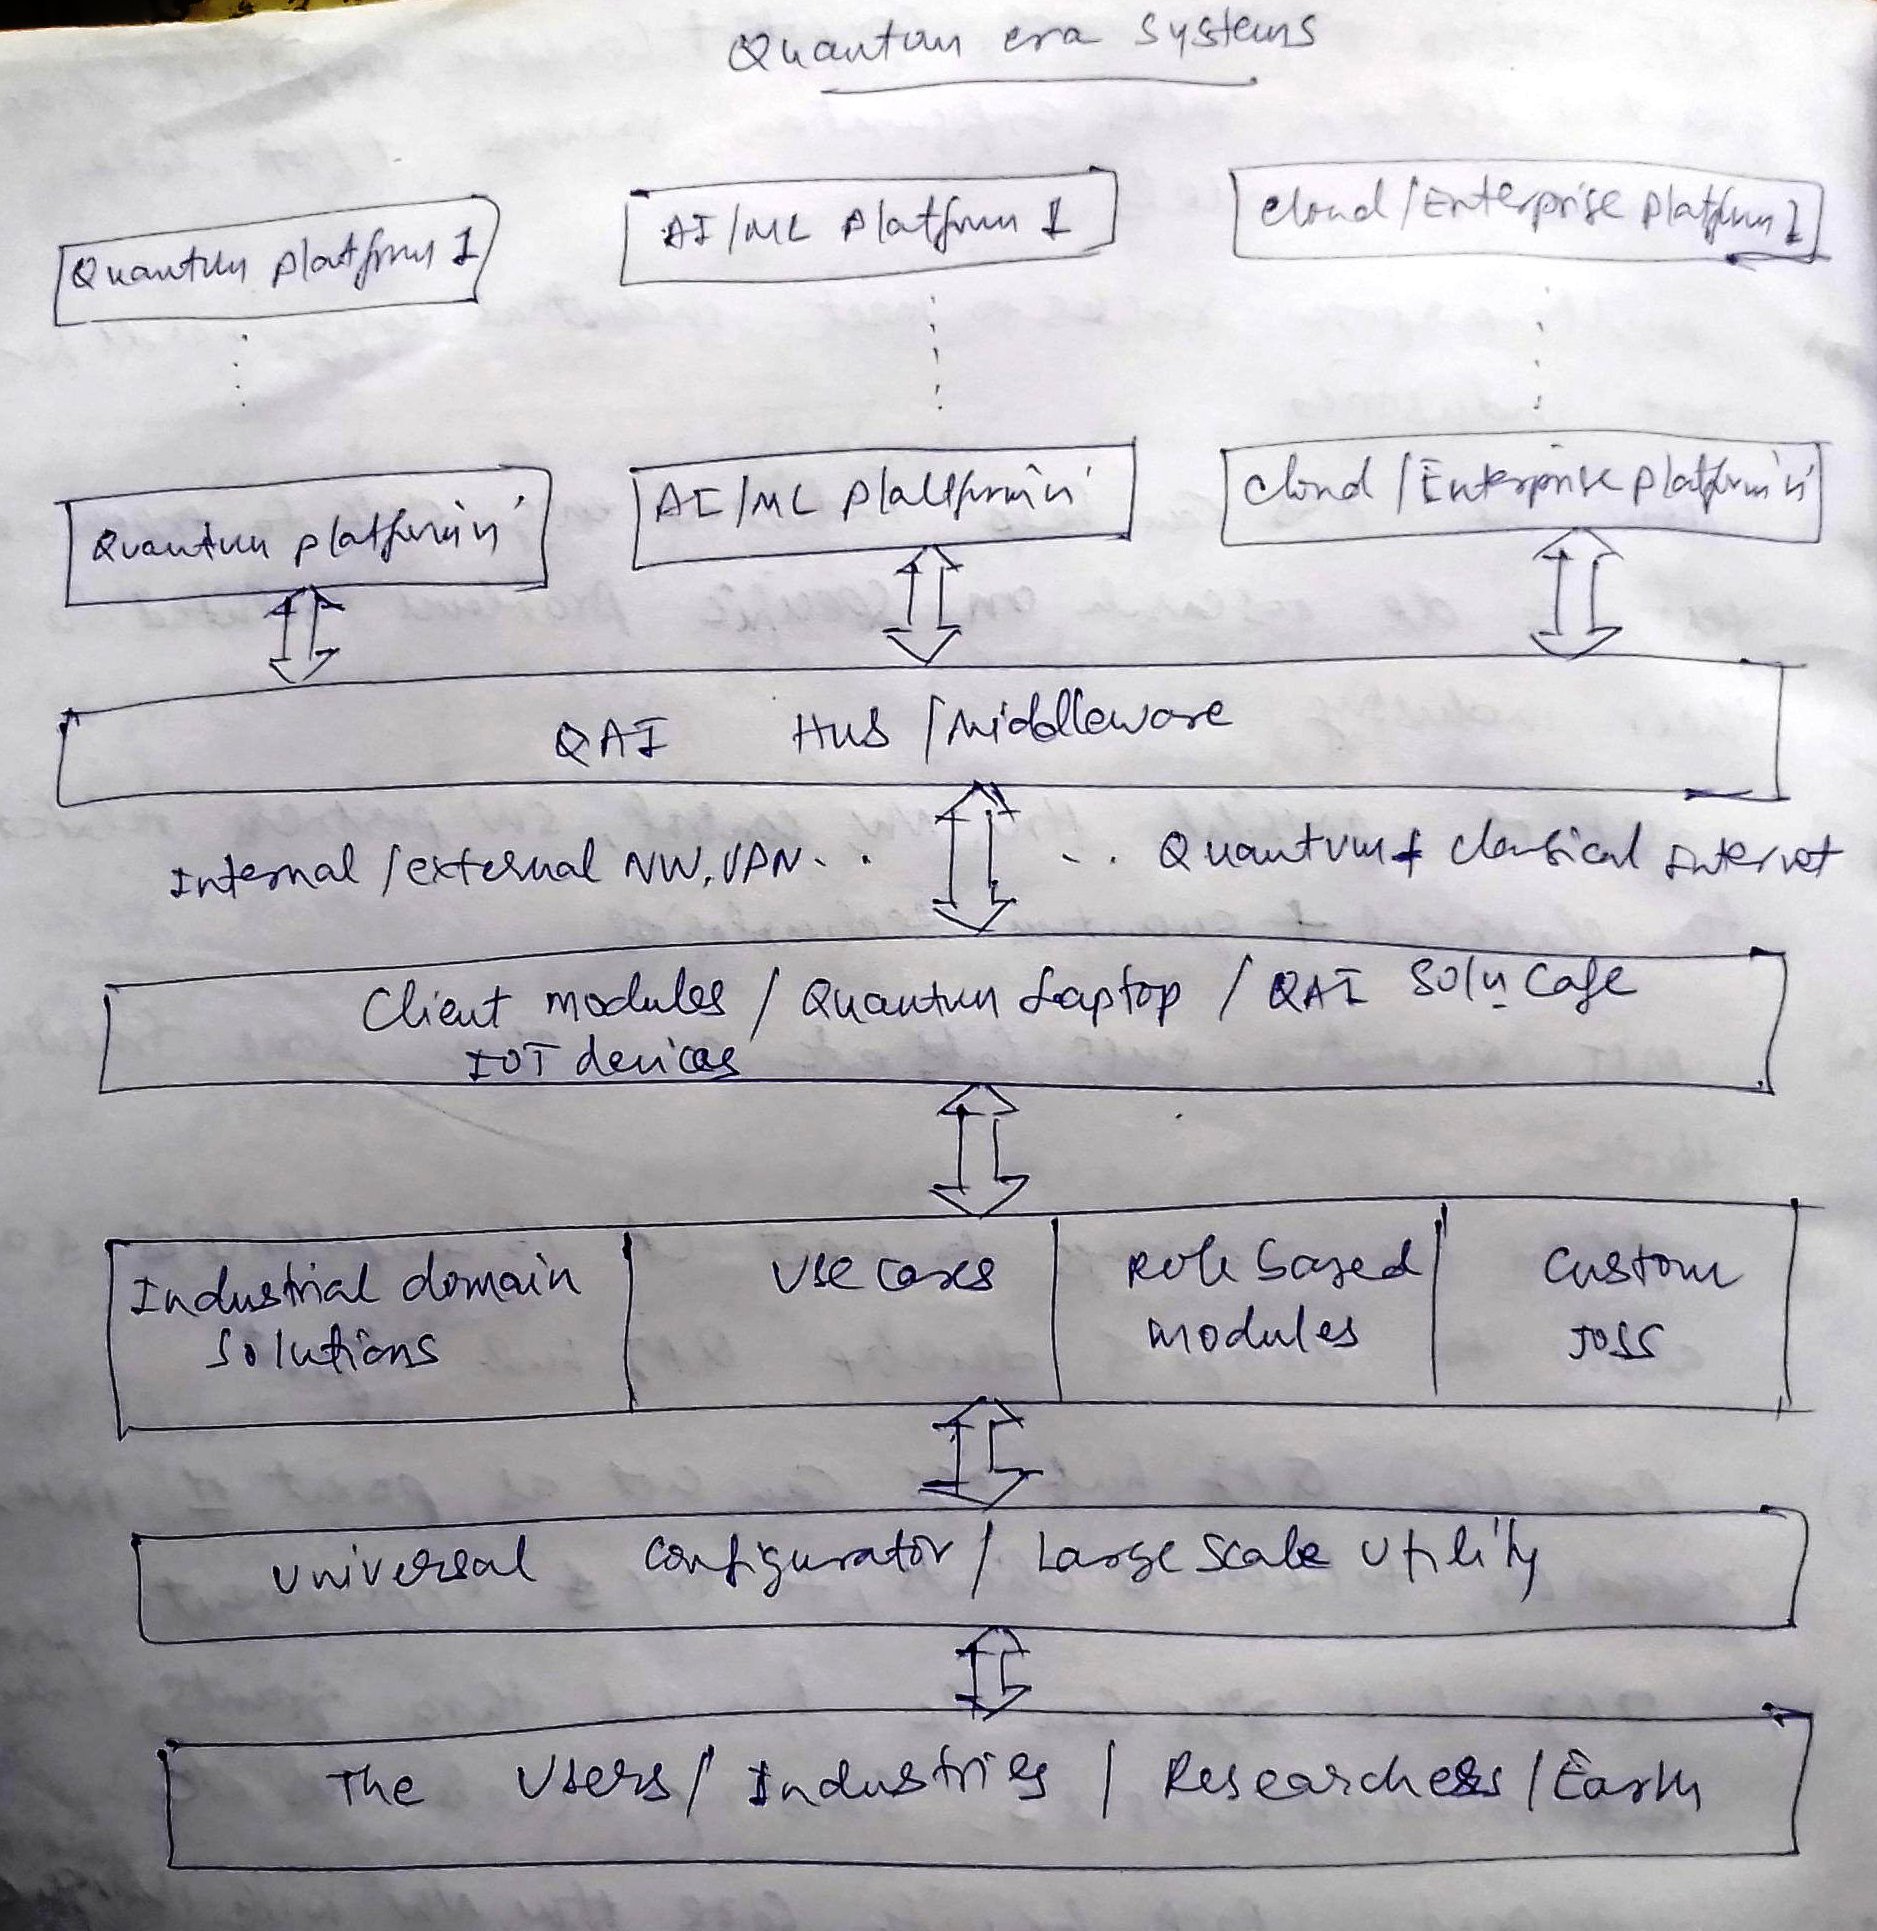 Quantum era Systems
Quantum platform 1
AI/ML platform 1
Cloud/Enterprise platform 1
Quantum platform 'n'
AI/ML platform 'n'
Cloud/Enterprise platform 'n'
QAI HUB/Middleware
Internal/external NW, VPN. . .
. . . Quantum + classical internet
Client modules / Quantum Laptop / QAI Soln Cafe
IOT devices
Industrial domain
Solutions
Use cases
Role based
modules
Custom
JOBS
Universal Configurator / Large Scale Utility
The Users / Industries / Researchers / Earth